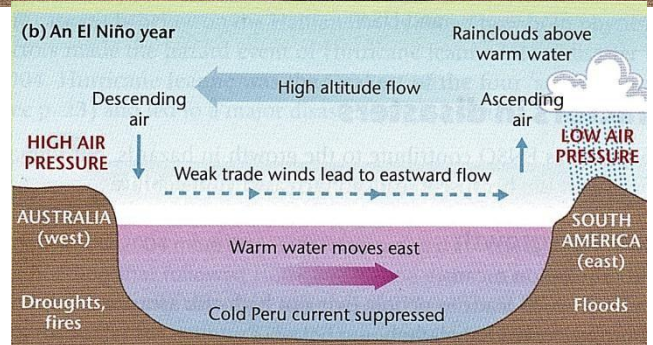 (b) An El Niño year
Rainclouds above
warm water
High altitude flow
Descending
air
Ascending
air
HIGH AIR
PRESSURE
LOW AIR
PRESSURE
Weak trade winds lead to eastward flow
AUSTRALIA
(west)
SOUTH
AMERICA
(east)
Warm water moves east
Droughts,
fires
Floods
Cold Peru current suppressed